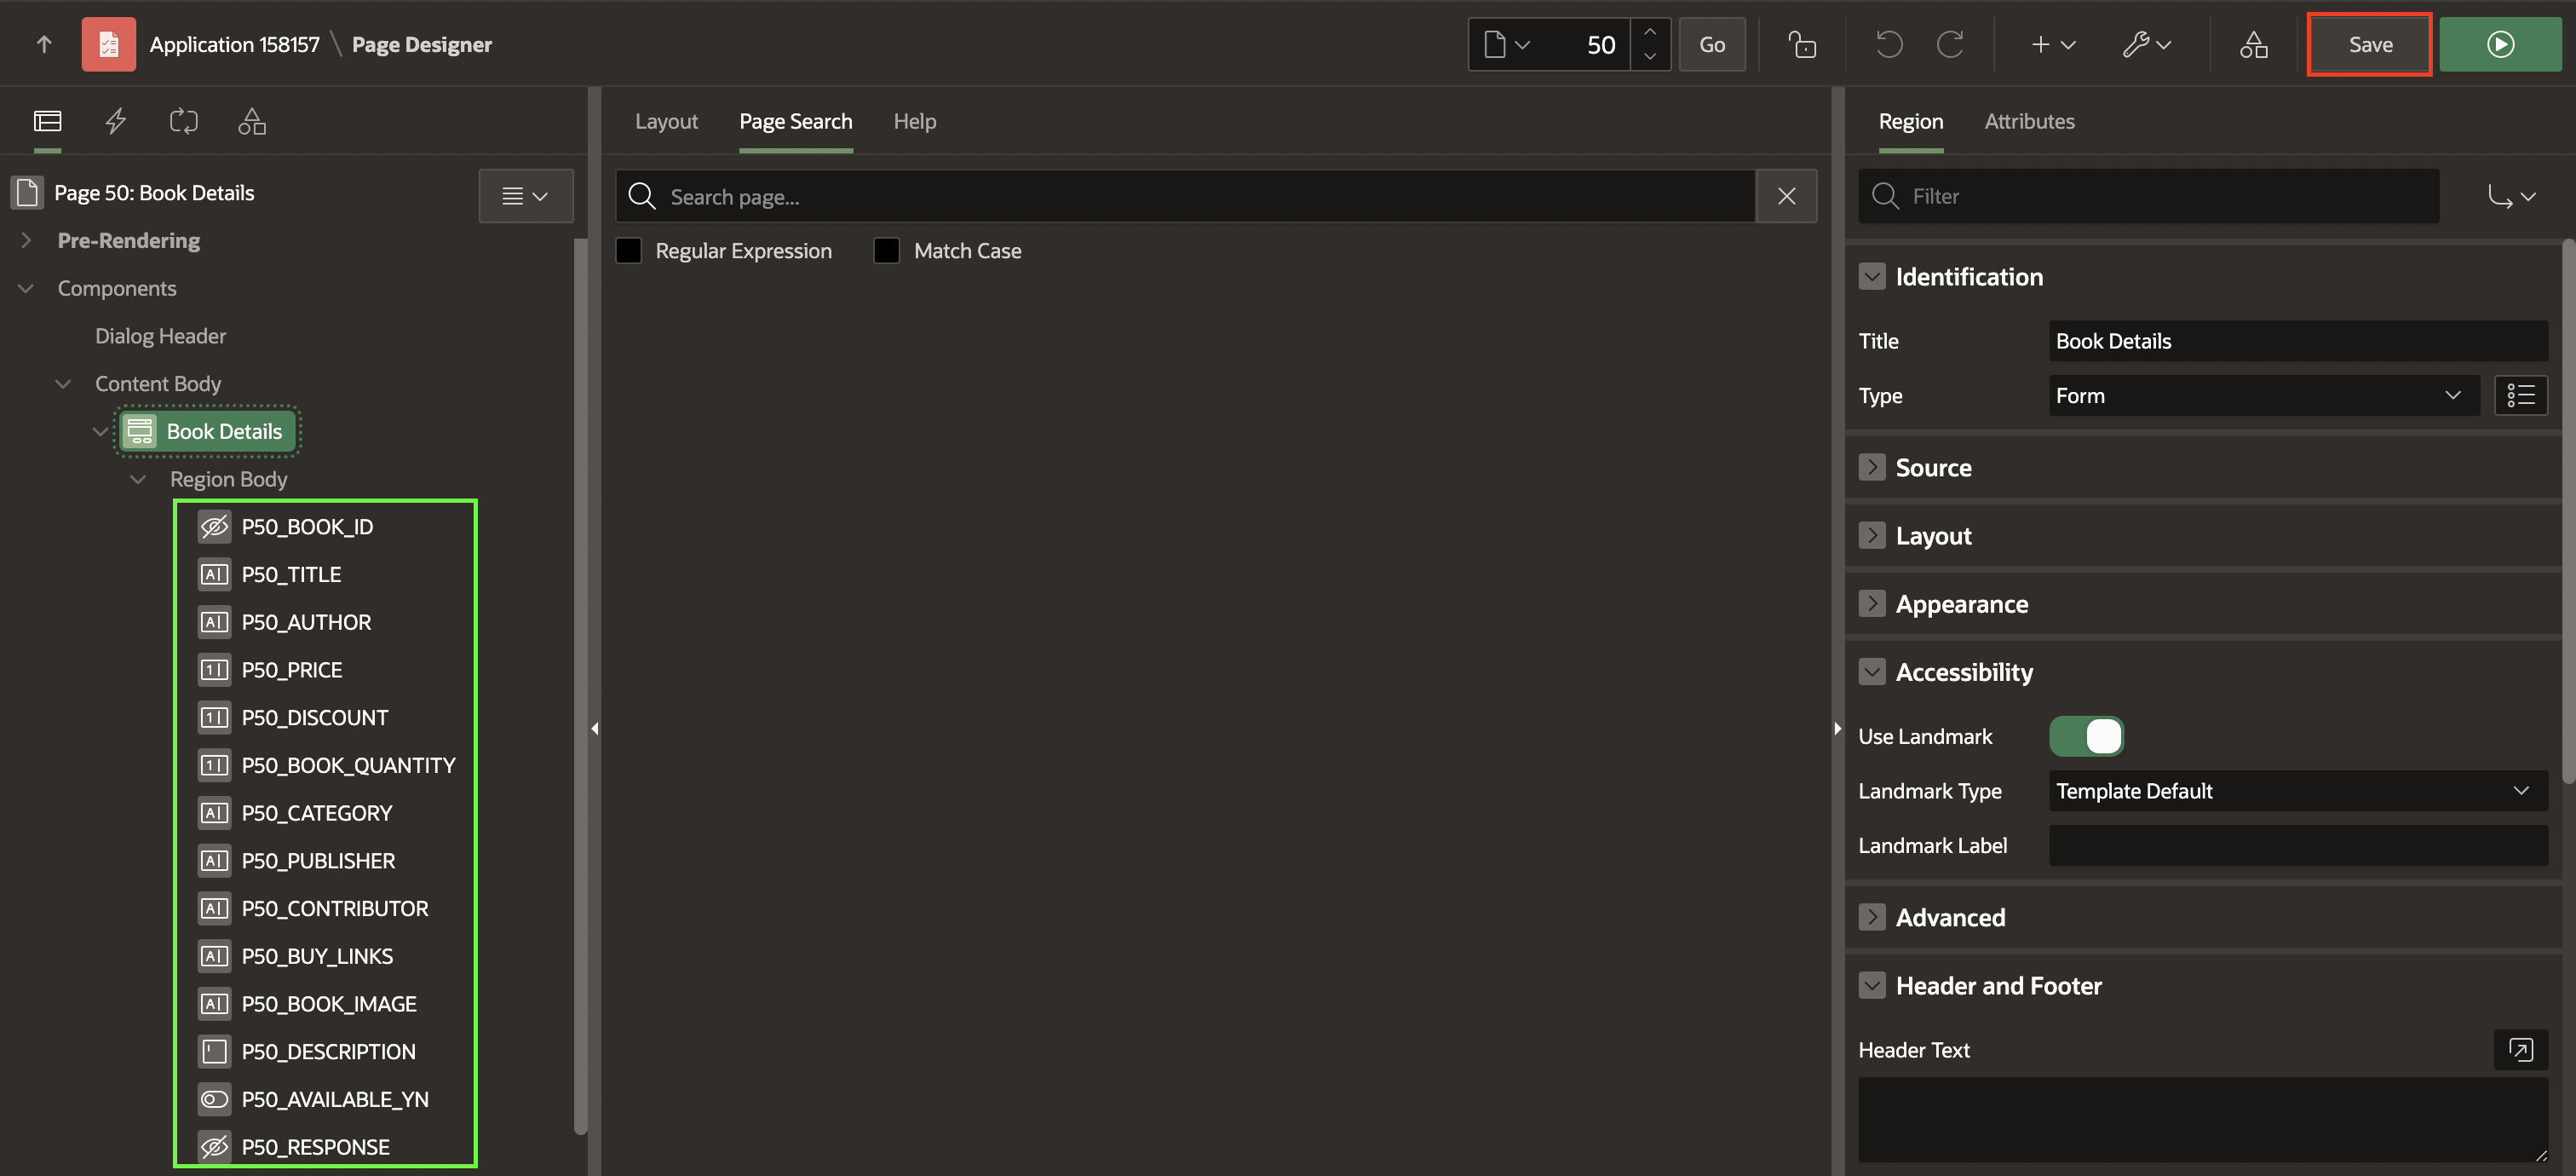 Application 158157 \ Page Designer
50
Go
Save
Page 50: Book Details
Pre-Rendering
Components
Dialog Header
Content Body
Book Details
Region Body
P50_BOOK_ID
P50_TITLE
P50_AUTHOR
P50_PRICE
P50_DISCOUNT
P50_BOOK_QUANTITY
P50_CATEGORY
P50_PUBLISHER
P50_CONTRIBUTOR
P50_BUY_LINKS
P50_BOOK_IMAGE
P50_DESCRIPTION
P50_AVAILABLE_YN
P50_RESPONSE
Layout
Page Search
Help
Search page...
Regular Expression
Match Case
Region
Attributes
Filter
Identification
Title
Book Details
Type
Form
Source
Layout
Appearance
Accessibility
Use Landmark
Landmark Type
Template Default
Landmark Label
Advanced
Header and Footer
Header Text